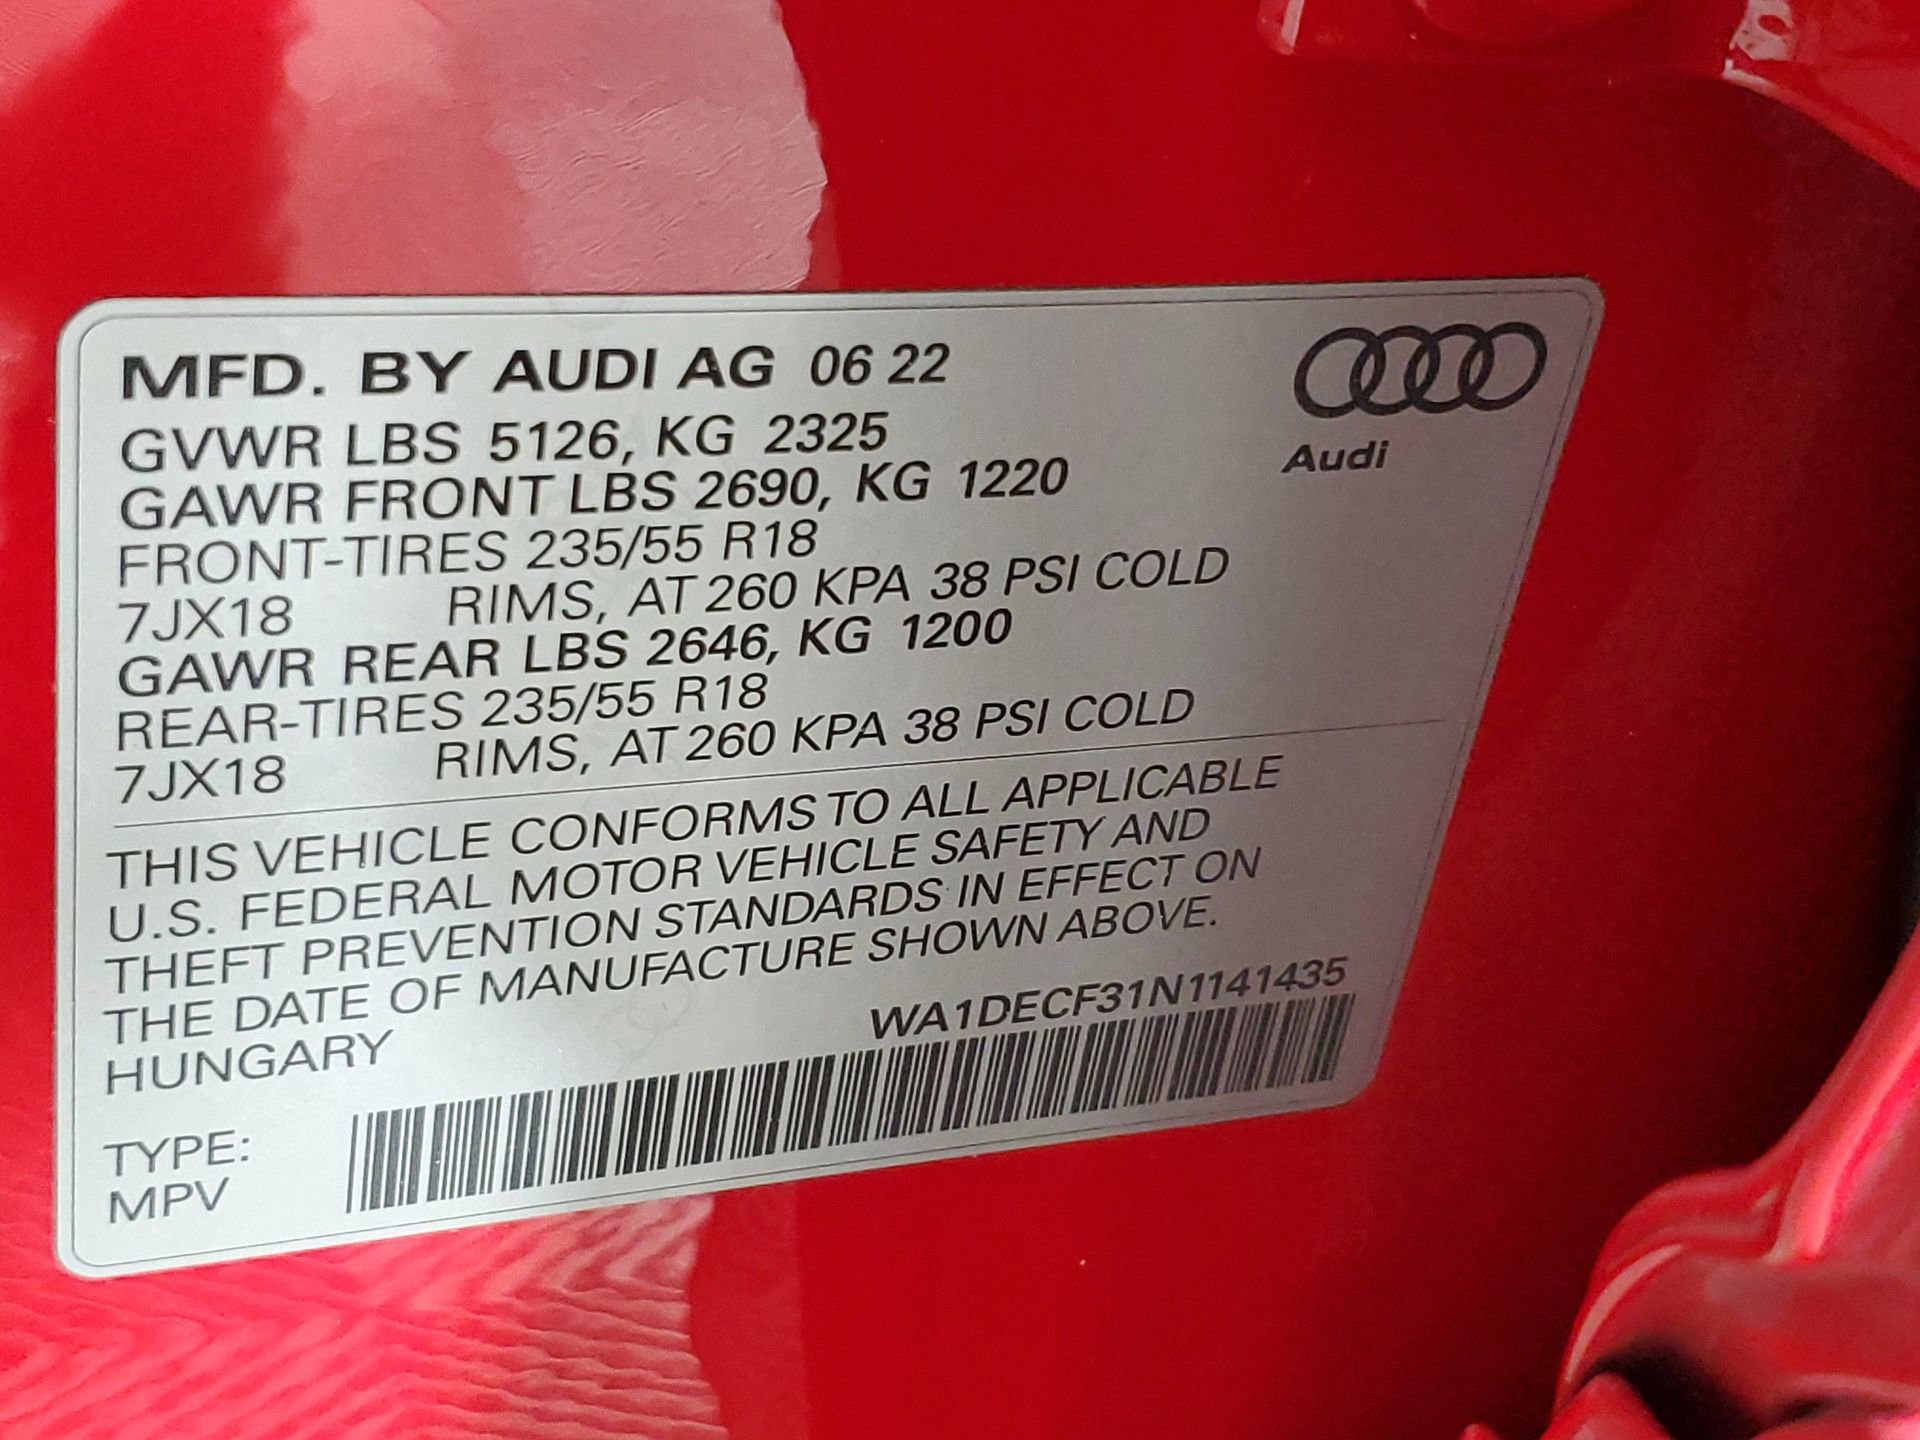 MFD. BY AUDI AG 06 22
Audi
GVWR LBS 5126, KG 2325
GAWR FRONT LBS 2690, KG 1220
FRONT-TIRES 235/55 R18
7JX18 RIMS, AT 260 KPA 38 PSI COLD
GAWR REAR LBS 2646, KG 1200
REAR-TIRES 235/55 R18
7JX18 RIMS, AT 260 KPA 38 PSI COLD
THIS VEHICLE CONFORMS TO ALL APPLICABLE
U.S. FEDERAL MOTOR VEHICLE SAFETY AND
THEFT PREVENTION STANDARDS IN EFFECT ON
THE DATE OF MANUFACTURE SHOWN ABOVE.
HUNGARY WA1DECF31N1141435
TYPE:
MPV